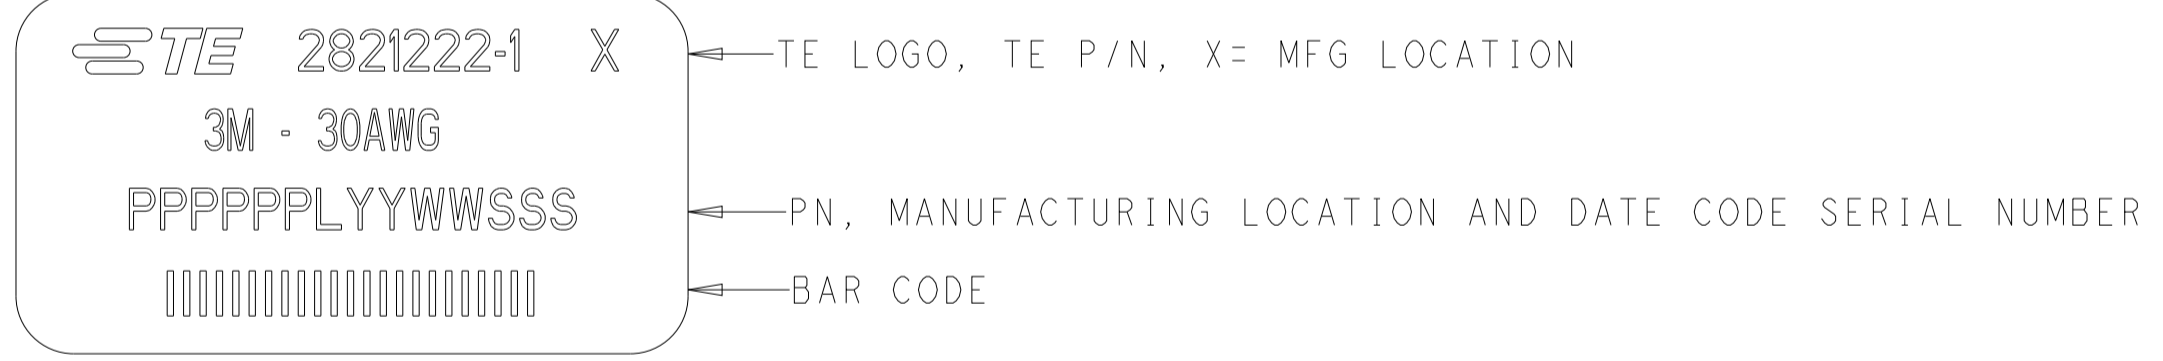 TE 2821222-1 X
TE LOGO, TE P/N, X= MFG LOCATION
3M - 30AWG
PPPPPPLYYWWSSS
PN, MANUFACTURING LOCATION AND DATE CODE SERIAL NUMBER
BAR CODE